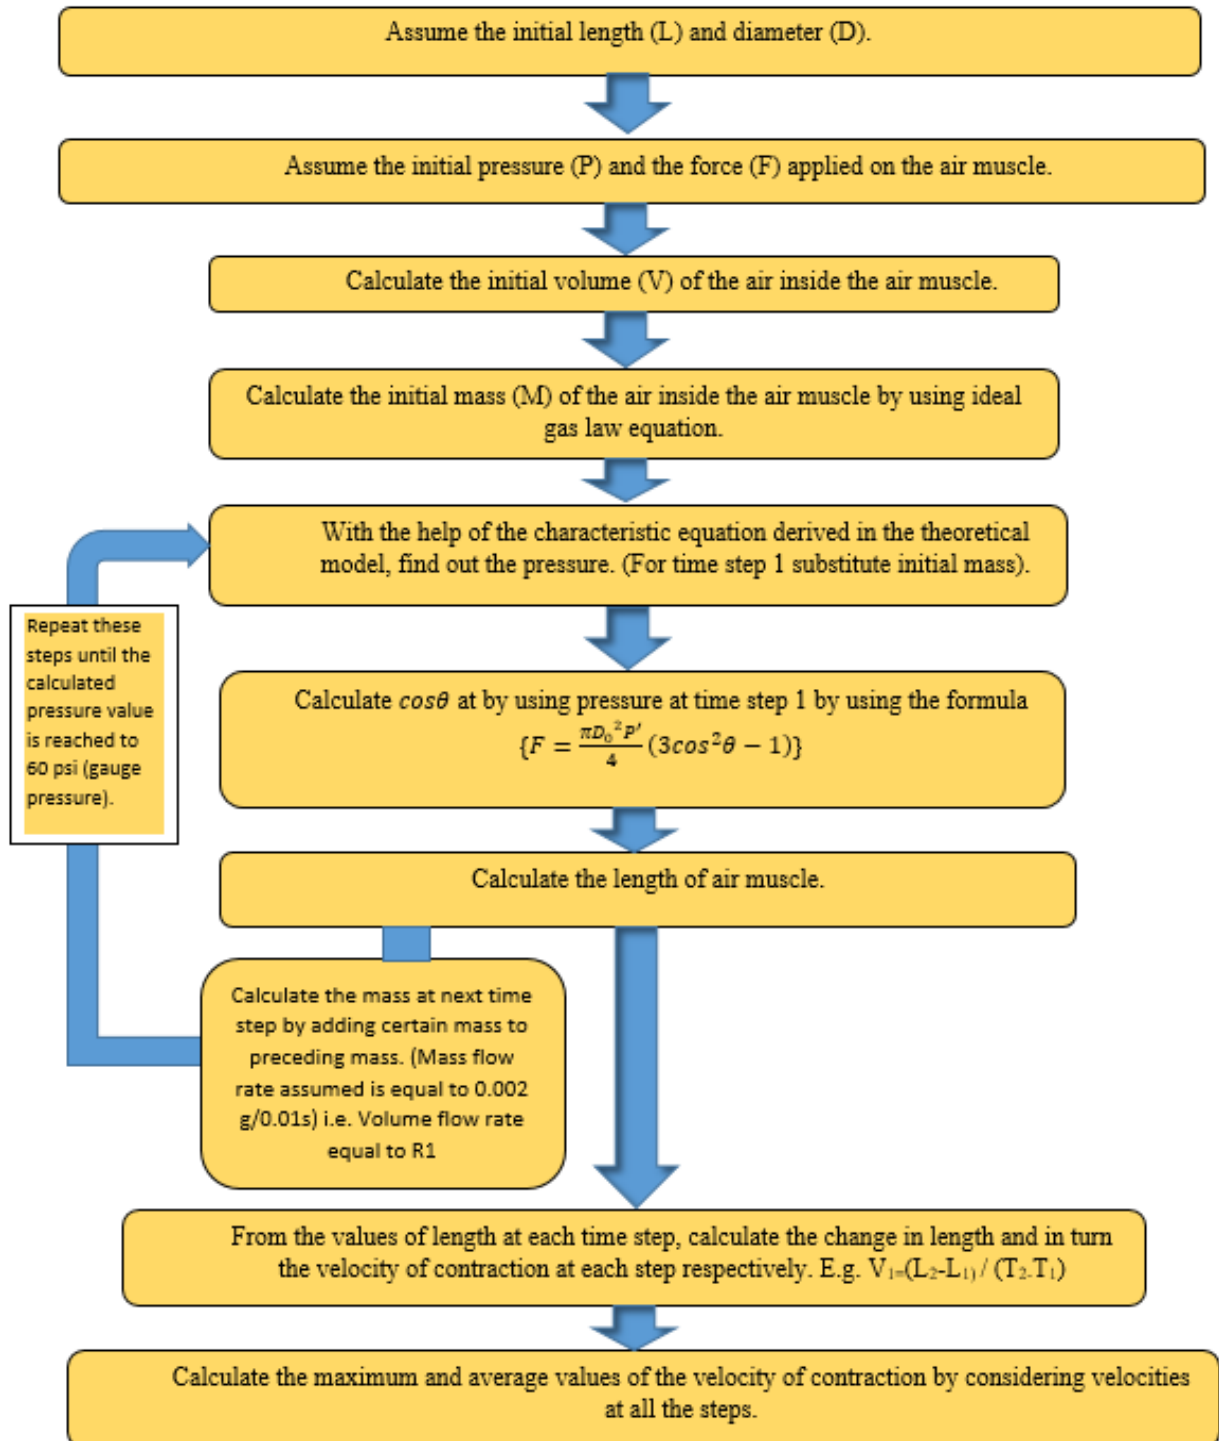 Assume the initial length (L) and diameter (D).
Assume the initial pressure (P) and the force (F) applied on the air muscle.
Calculate the initial volume (V) of the air inside the air muscle.
Calculate the initial mass (M) of the air inside the air muscle by using ideal
gas law equation.
With the help of the characteristic equation derived in the theoretical
model, find out the pressure. (For time step 1 substitute initial mass).
Repeat these
steps until the
calculated
pressure value
is reached to
60 psi (gauge
pressure).
Calculate cosθ at by using pressure at time step 1 by using the formula
{F = πD₀²P′/4 (3cos²θ − 1)}
Calculate the length of air muscle.
Calculate the mass at next time
step by adding certain mass to
preceding mass. (Mass flow
rate assumed is equal to 0.002
g/0.01s) i.e. Volume flow rate
equal to R1
From the values of length at each time step, calculate the change in length and in turn
the velocity of contraction at each step respectively. E.g. V₁₌(L₂-L₁₎ / (T₂.T₁)
Calculate the maximum and average values of the velocity of contraction by considering velocities
at all the steps.